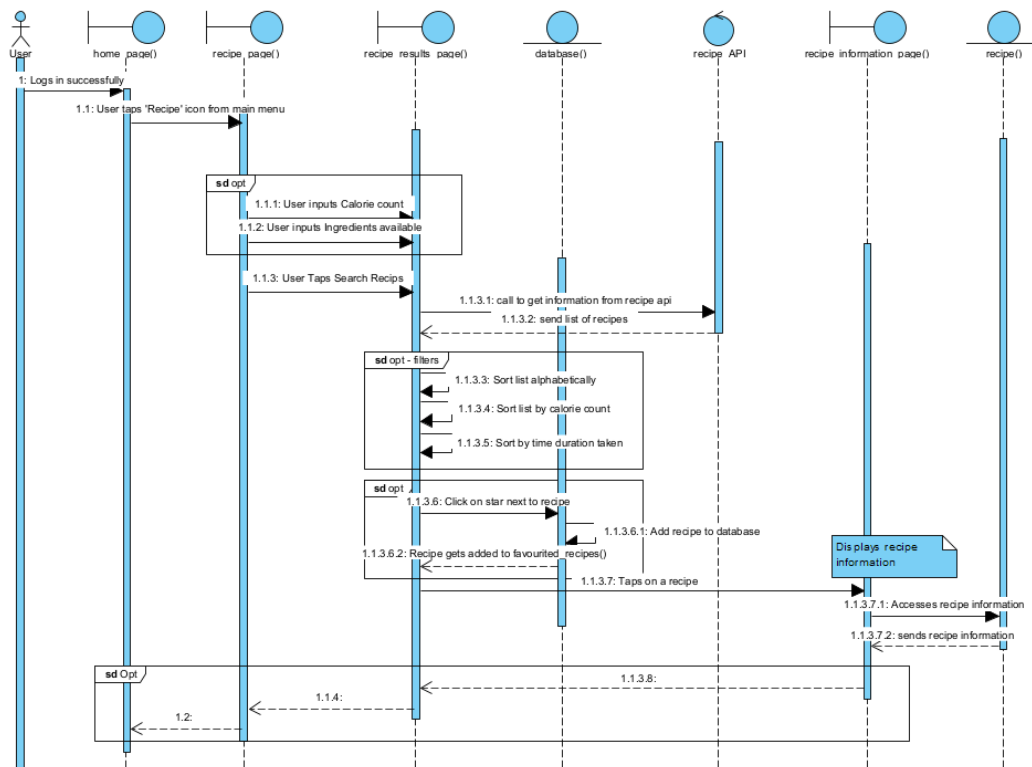 User
home_page()
recipe_page()
recipe_results_page()
database()
recipe_API
recipe_information_page()
recipe()
1: Logs in successfully
1.1: User taps 'Recipe' icon from main menu
sd opt
1.1.1: User inputs Calorie count
1.1.2: User inputs Ingredients available
1.1.3: User Taps Search Recips
1.1.3.1: call to get information from recipe api
1.1.3.2: send list of recipes
sd opt - filters
1.1.3.3: Sort list alphabetically
1.1.3.4: Sort list by calorie count
1.1.3.5: Sort by time duration taken
sd opt
1.1.3.6: Click on star next to recipe
1.1.3.6.1: Add recipe to database
1.1.3.6.2: Recipe gets added to favourited_recipes()
Displays recipe
information
1.1.3.7: Taps on a recipe
1.1.3.7.1: Accesses recipe information
1.1.3.7.2: sends recipe information
sd Opt
1.1.3.8:
1.1.4:
1.2: